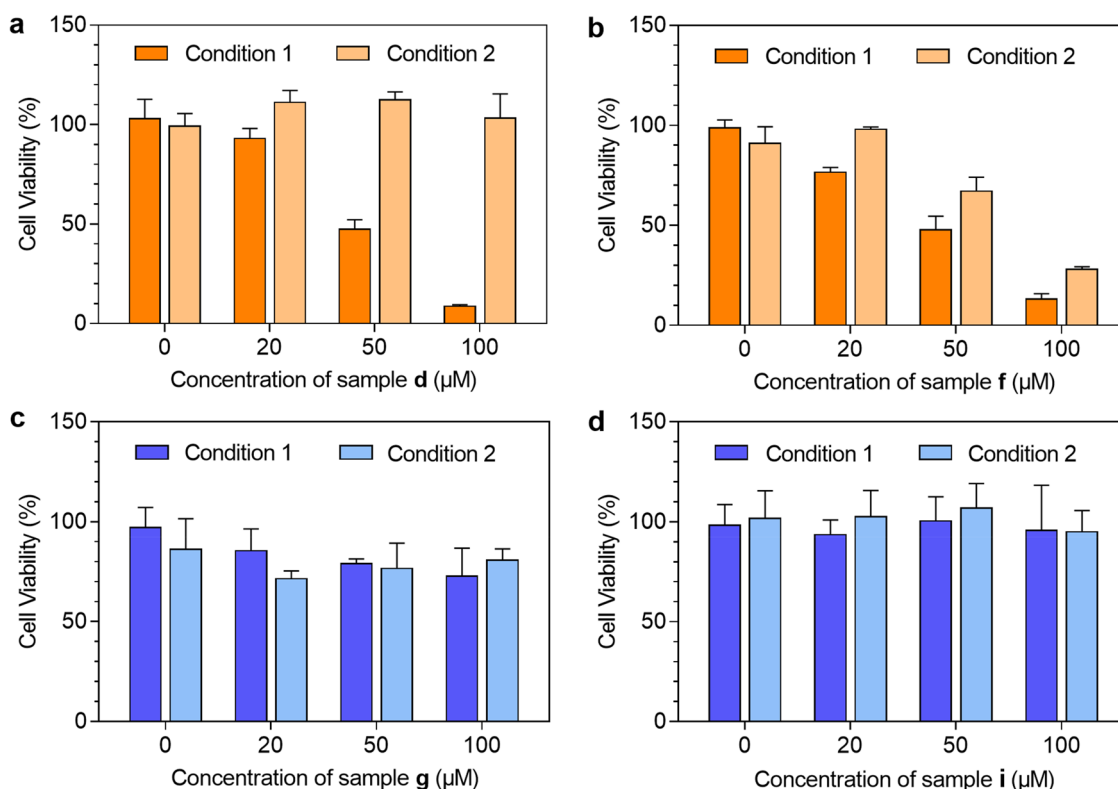 a
150
Condition 1
Condition 2
100
50
0
Cell Viability (%)
0
20
50
100
Concentration of sample d (µM)
b
150
Condition 1
Condition 2
100
50
0
Cell Viability (%)
0
20
50
100
Concentration of sample f (µM)
c
150
Condition 1
Condition 2
100
50
0
Cell Viability (%)
0
20
50
100
Concentration of sample g (µM)
d
150
Condition 1
Condition 2
100
50
0
Cell Viability (%)
0
20
50
100
Concentration of sample i (µM)